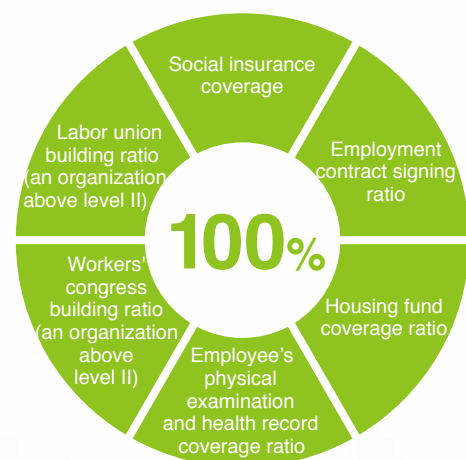 Social insurance
coverage
Employment
contract signing
ratio
Housing fund
coverage ratio
Employee's
physical
examination
and health record
coverage ratio
Workers'
congress
building ratio
(an organization
above
level II)
Labor union
building ratio
(an organization
above level II)
100%